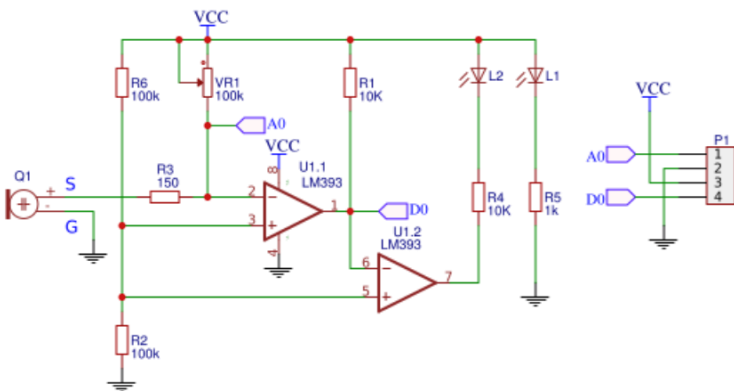 VCC
R6
100k
VR1
100k
R1
10K
L2
L1
A0
VCC
VCC
8
U1.1
LM393
Q1
+
-
S
G
R3
150
2
-
3
+
1
4
D0
U1.2
LM393
6
-
5
+
7
R4
10K
R5
1k
R2
100k
A0
D0
P1
1
2
3
4